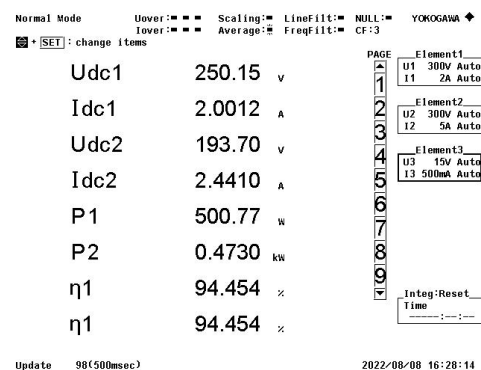 Normal Mode Uover: Scaling: LineFilt: NULL: YOKOGAWA
Iover: Average: FreqFilt: CF:3
+ SET : change items
PAGE
Udc1 250.15 V
Idc1 2.0012 A
Udc2 193.70 V
Idc2 2.4410 A
P1 500.77 W
P2 0.4730 kW
η1 94.454 %
η1 94.454 %
1
2
3
4
5
6
7
8
9
Element1
U1 300V Auto
I1 2A Auto
Element2
U2 300V Auto
I2 5A Auto
Element3
U3 15V Auto
I3 500mA Auto
Integ:Reset
Time
-----:--:--
Update 98(500msec) 2022/08/08 16:28:14